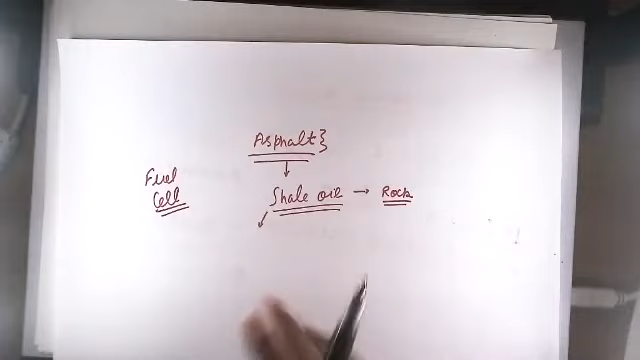 Asphalt}
Fuel
Cell
Shale oil → Rock